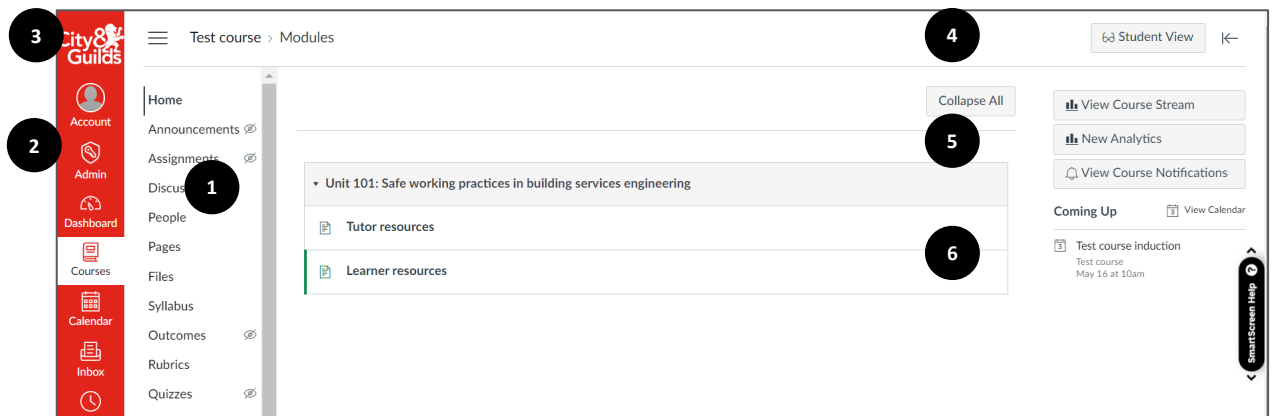 3
City&
Guilds
Test course > Modules
4
Student View
Account
2
Admin
Dashboard
Courses
Calendar
Inbox
Home
Announcements
Assignments
1
Discus
People
Pages
Files
Syllabus
Outcomes
Rubrics
Quizzes
Collapse All
5
Unit 101: Safe working practices in building services engineering
Tutor resources
Learner resources
6
View Course Stream
New Analytics
View Course Notifications
Coming Up
3 View Calendar
3 Test course induction
Test course
May 16 at 10am
SmartScreen Help ?